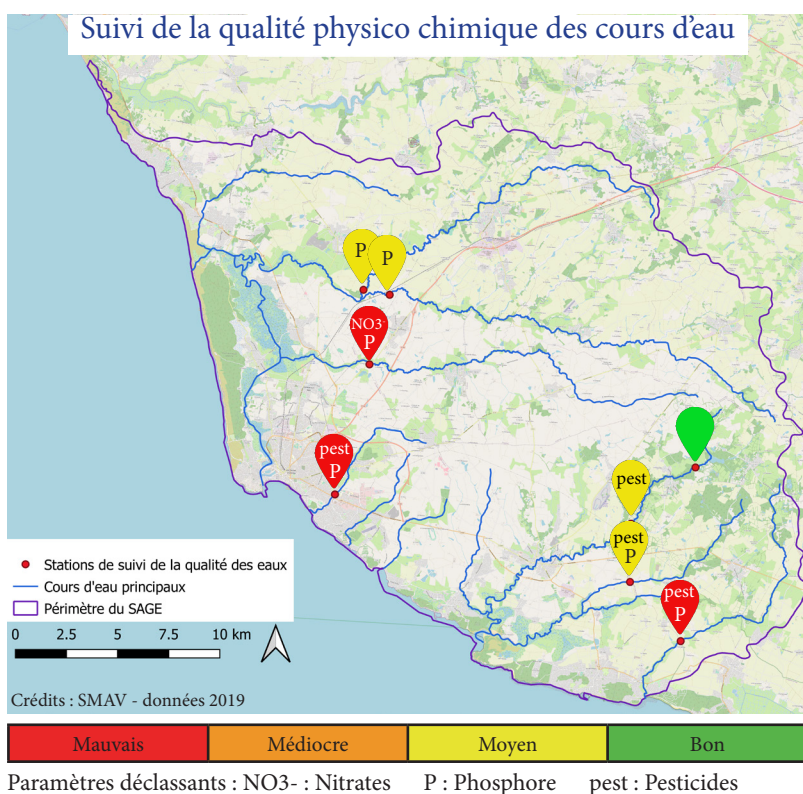 Suivi de la qualité physico chimique des cours d'eau
P
P
NO3-
P
pest
P
pest
pest
P
pest
P
Stations de suivi de la qualité des eaux
Cours d'eau principaux
Périmètre du SAGE
0 2.5 5 7.5 10 km
Crédits : SMAV - données 2019
Mauvais Médiocre Moyen Bon
Paramètres déclassants : NO3- : Nitrates P : Phosphore pest : Pesticides